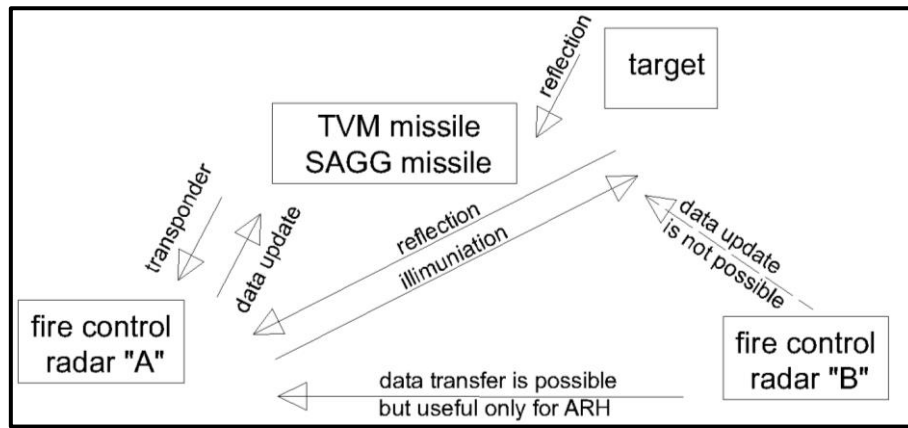 target
reflection
TVM missile
SAGG missile
transponder
data update
reflection
illimuniation
data update
is not possible
fire control
radar "A"
fire control
radar "B"
data transfer is possible
but useful only for ARH